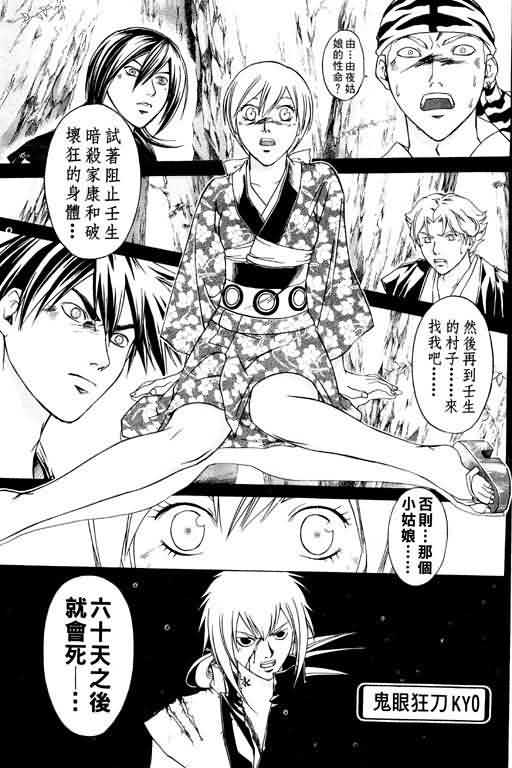 由…由夜姑
娘的性命？
試著阻止壬生
暗殺家康和破
壞狂的身
體…
然後再到壬生
的村子……來
找我吧……
否則…那個
小姑娘……
六十天之後
就會死—…
鬼眼狂刀KYO